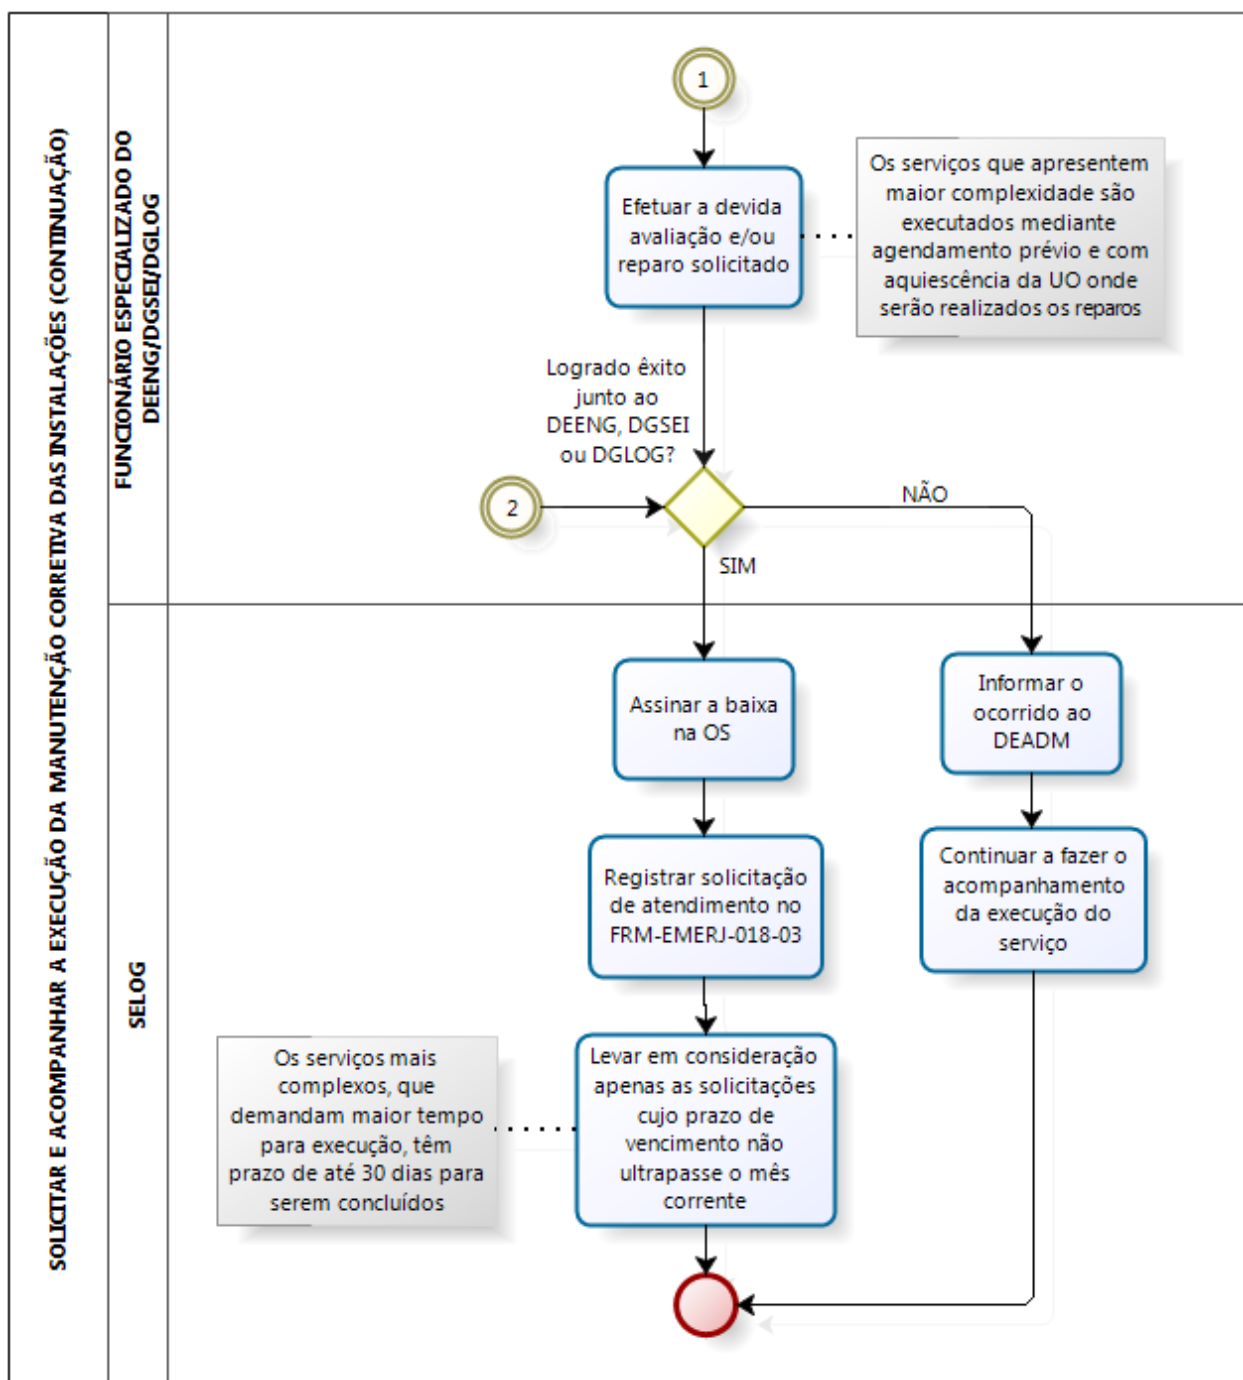 SOLICITAR E ACOMPANHAR A EXECUÇÃO DA MANUTENÇÃO CORRETIVA DAS INSTALAÇÕES (CONTINUAÇÃO)
FUNCIONÁRIO ESPECIALIZADO DO
DEENG/DGSEI/DGLOG
1
Efetuar a devida
avaliação e/ou
reparo solicitado
Os serviços que apresentem
maior complexidade são
executados mediante
agendamento prévio e com
aquiescência da UO onde
serão realizados os reparos
Logrado êxito
junto ao
DEENG, DGSEI
ou DGLOG?
2
NÃO
SIM
SELOG
Assinar a baixa
na OS
Informar o
ocorrido ao
DEADM
Registrar solicitação
de atendimento no
FRM-EMERJ-018-03
Continuar a fazer o
acompanhamento
da execução do
serviço
Os serviços mais
complexos, que
demandam maior tempo
para execução, têm
prazo de até 30 dias para
serem concluídos
Levar em consideração
apenas as solicitações
cujo prazo de
vencimento não
ultrapasse o mês
corrente